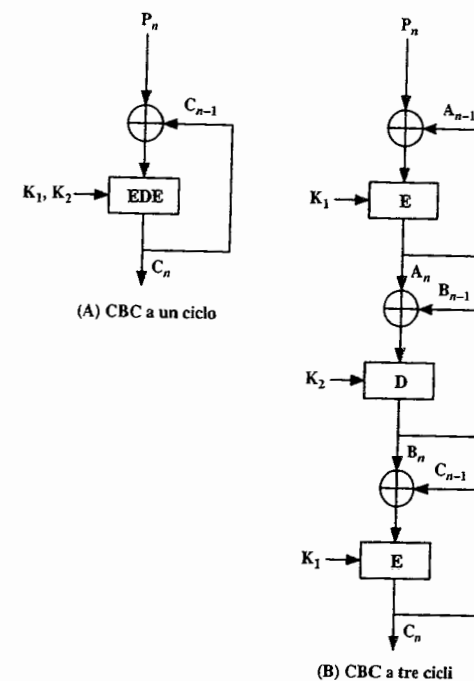 P_n
C_{n-1}
K_1, K_2
EDE
C_n
(A) CBC a un ciclo
P_n
A_{n-1}
K_1
E
A_n
B_{n-1}
K_2
D
B_n
C_{n-1}
K_1
E
C_n
(B) CBC a tre cicli